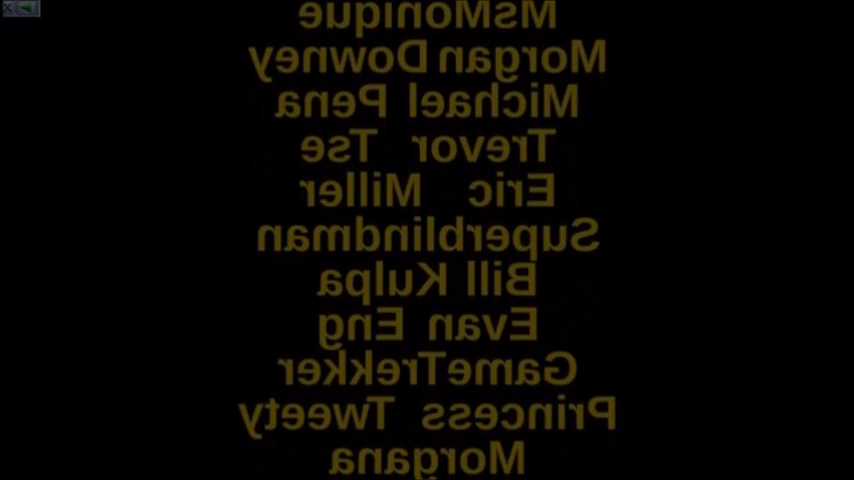 MsMonique
Morgan Downey
Michael Pena
Trevor Tse
Eric Miller
Superblindman
Bill Kulpa
Evan Eng
GameTrekker
Princess Tweety
Morgana